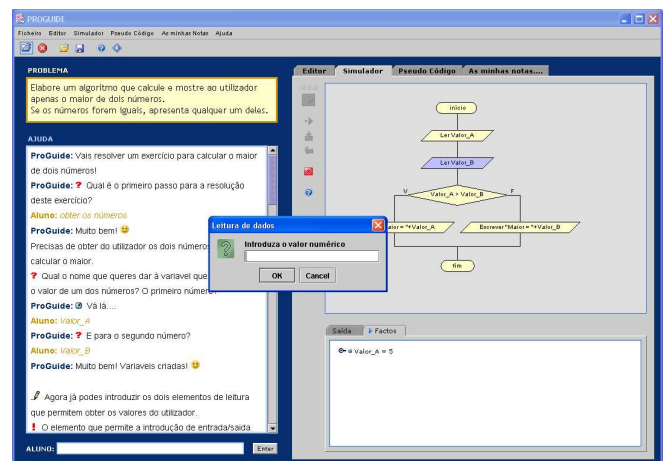 PROGUIDE
Ficheiro Editor Simulador Pseudo Código As minhas Notas Ajuda
PROBLEMA
Elabore um algoritmo que calcule e mostre ao utilizador
apenas o maior de dois números.
Se os números forem iguais, apresenta qualquer um deles.
AJUDA
ProGuide: Vais resolver um exercício para calcular o maior
de dois números!
ProGuide: ? Qual é o primeiro passo para a resolução
deste exercício?
Aluno: obter os números
ProGuide: Muito bem!
Precisas de obter do utilizador os dois números
calcular o maior.
? Qual o nome que queres dar à variavel que
o valor de um dos números? O primeiro número?
ProGuide: Vá lá....
Aluno: Valor_A
ProGuide: ? E para o segundo número?
Aluno: Valor_B
ProGuide: Muito bem! Variaveis criadas!
Agora já podes introduzir os dois elementos de leitura
que permitem obter os valores do utilizador.
! O elemento que permite a introdução de entrada/saida
ALUNO:
Enter
Editor Simulador Pseudo Código As minhas notas....
início
Ler Valor_A
Ler Valor_B
V Valor_A > Valor_B F
aior = "+Valor_A Escrever "Maior = "+Valor_B
fim
Leitura de dados
Introduza o valor numérico
OK Cancel
Saída Factos
Valor_A = 5